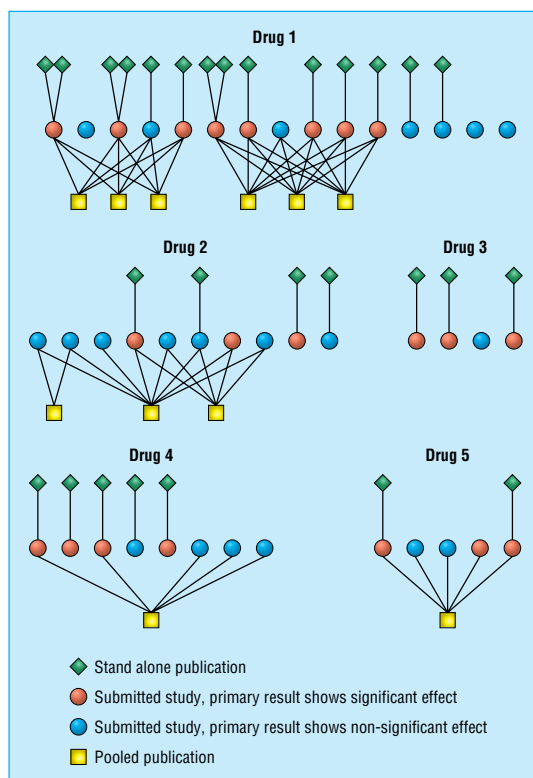 Drug 1
Drug 2
Drug 3
Drug 4
Drug 5
Stand alone publication
Submitted study, primary result shows significant effect
Submitted study, primary result shows non-significant effect
Pooled publication